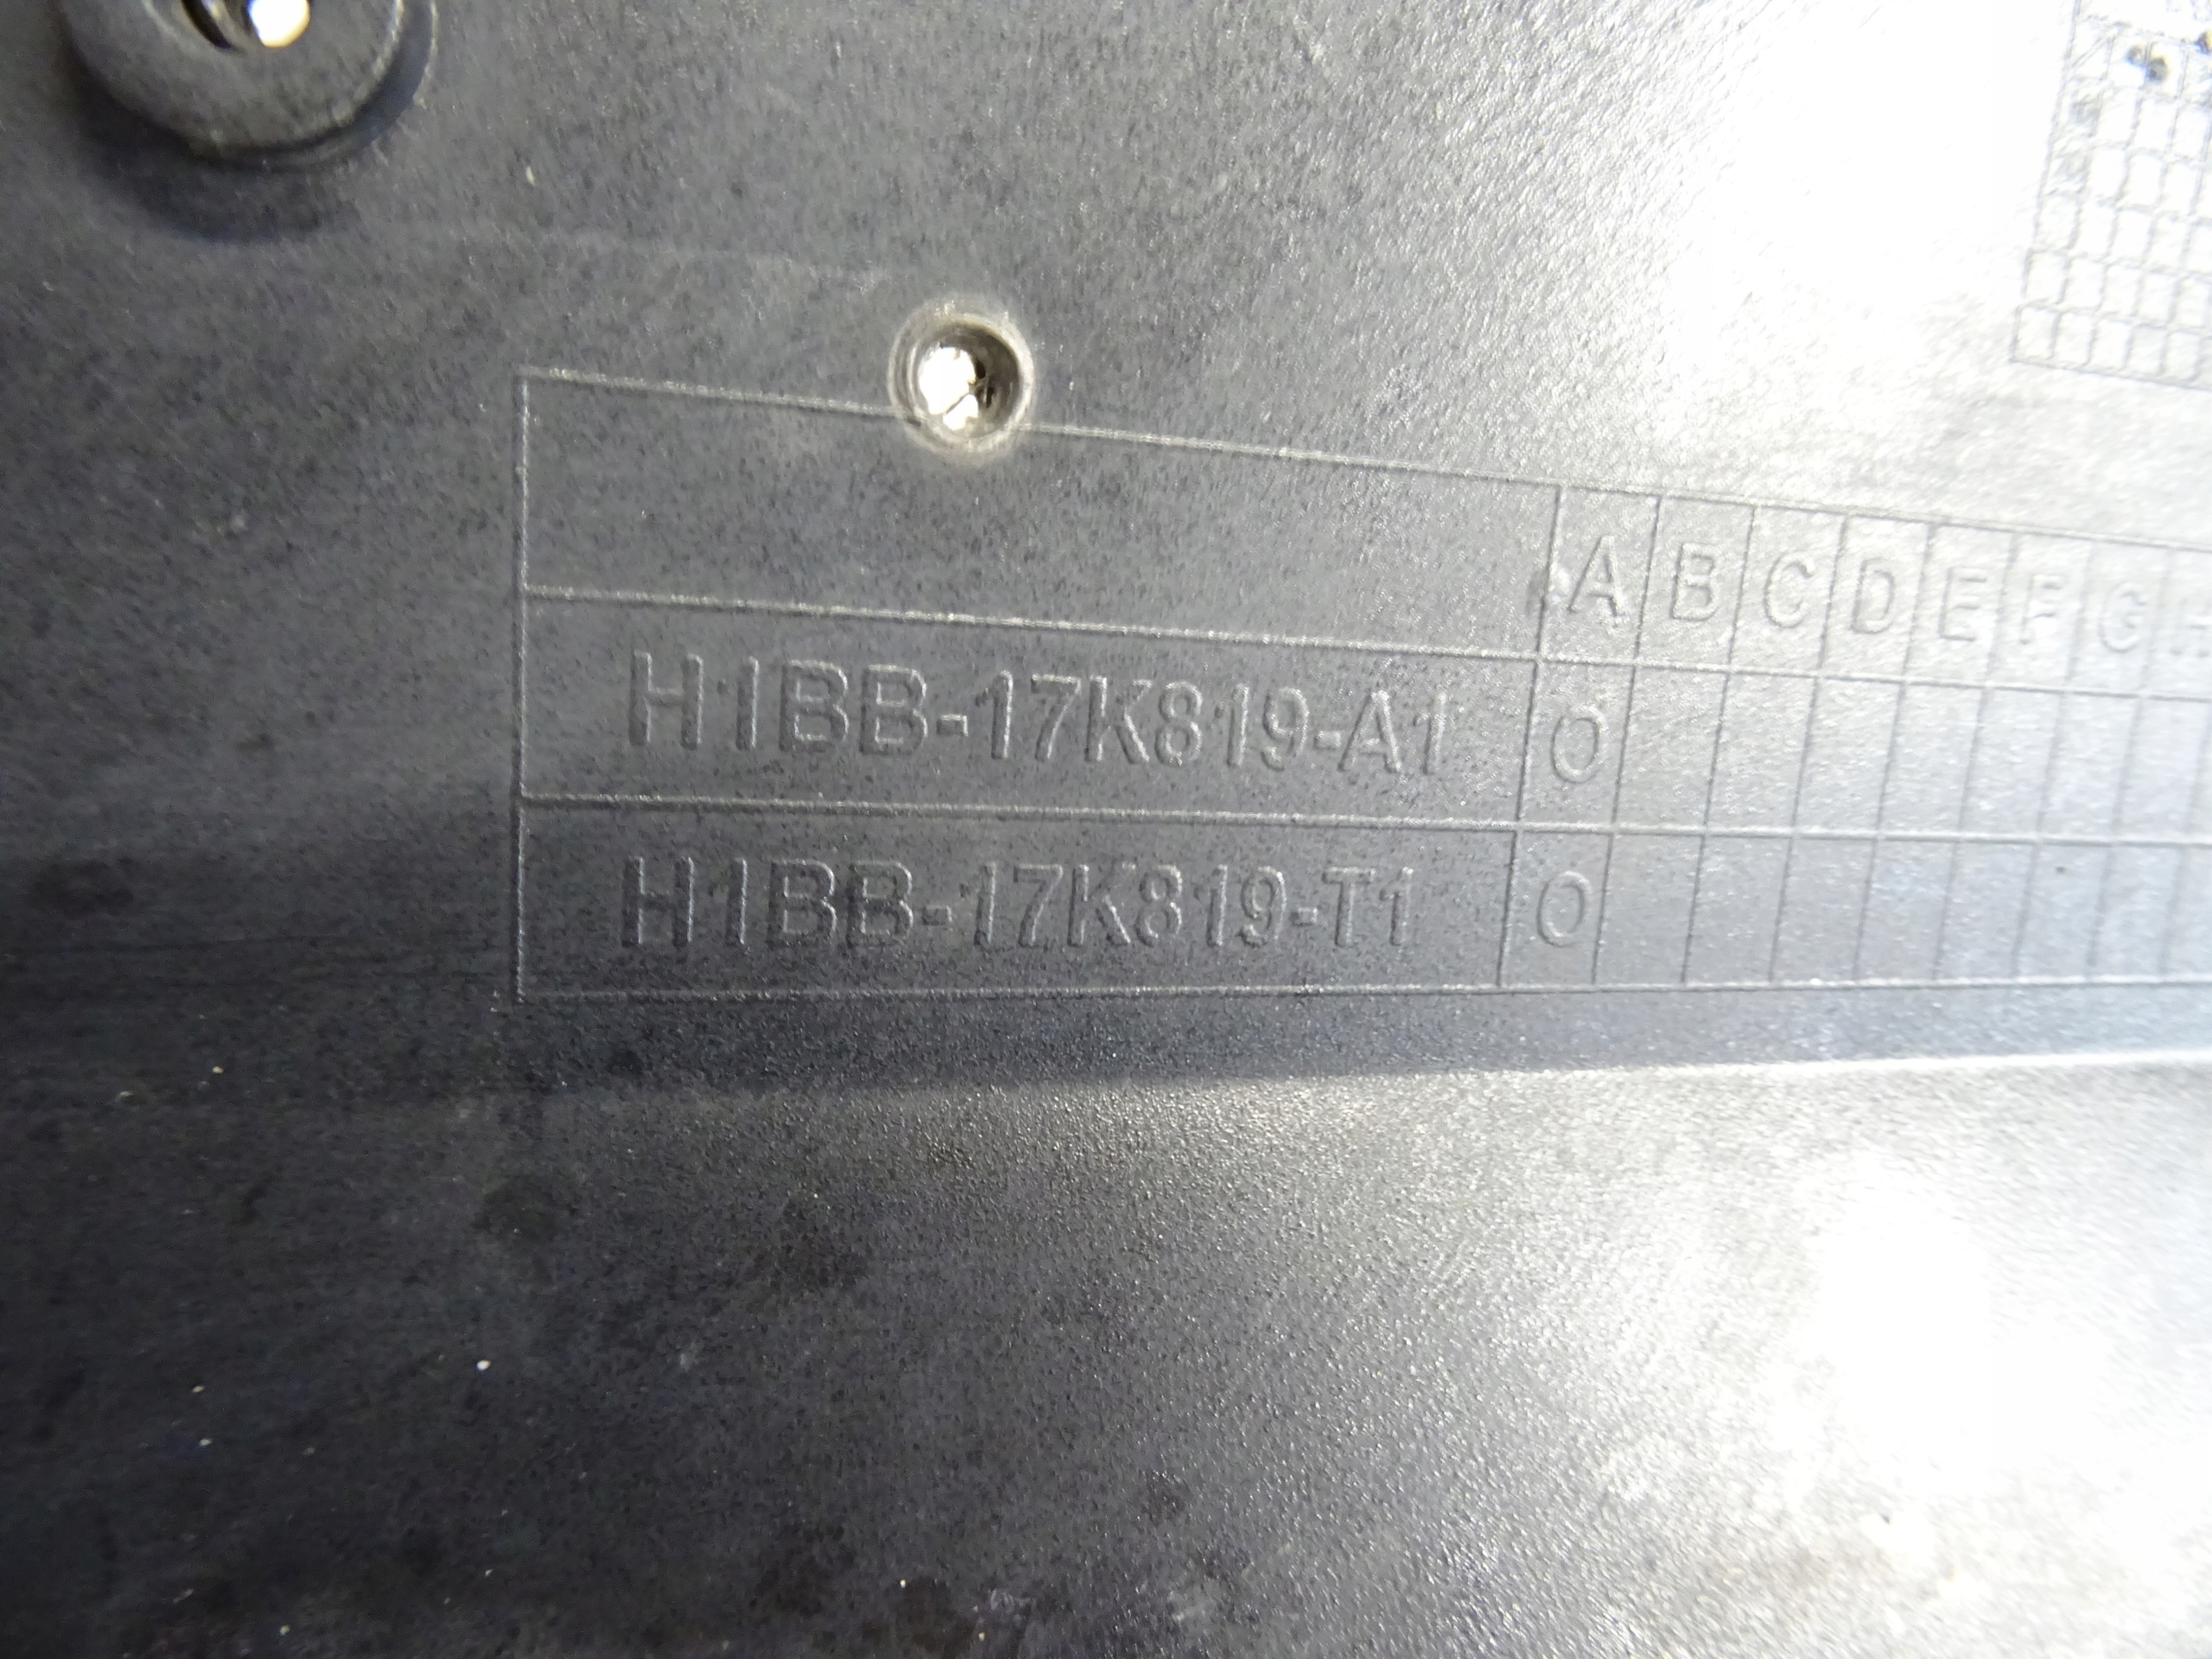 A B C D E F G H
H1BB-17K819-A1 O
H1BB-17K819-T1 O